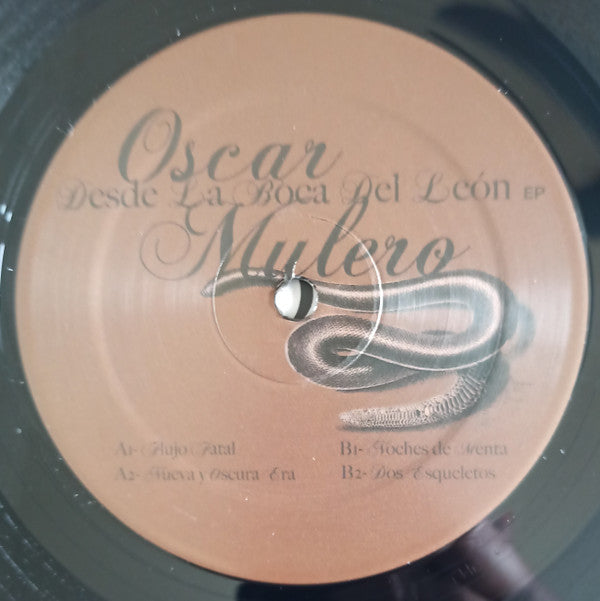 Oscar
Desde La Boca Del León EP
Mulero
A1- Flujo Fatal
A2- Nueva y Oscura Era
B1- Noches de Menta
B2- Dos Esqueletos